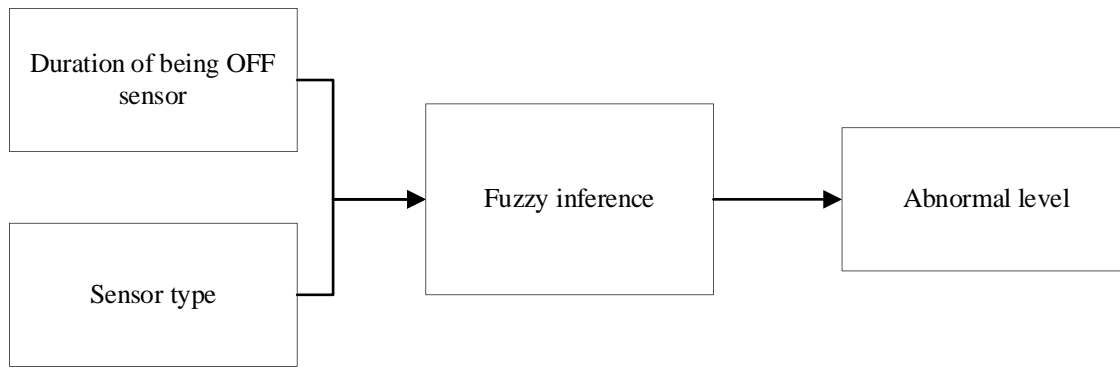 Duration of being OFF
sensor
Sensor type
Fuzzy inference
Abnormal level